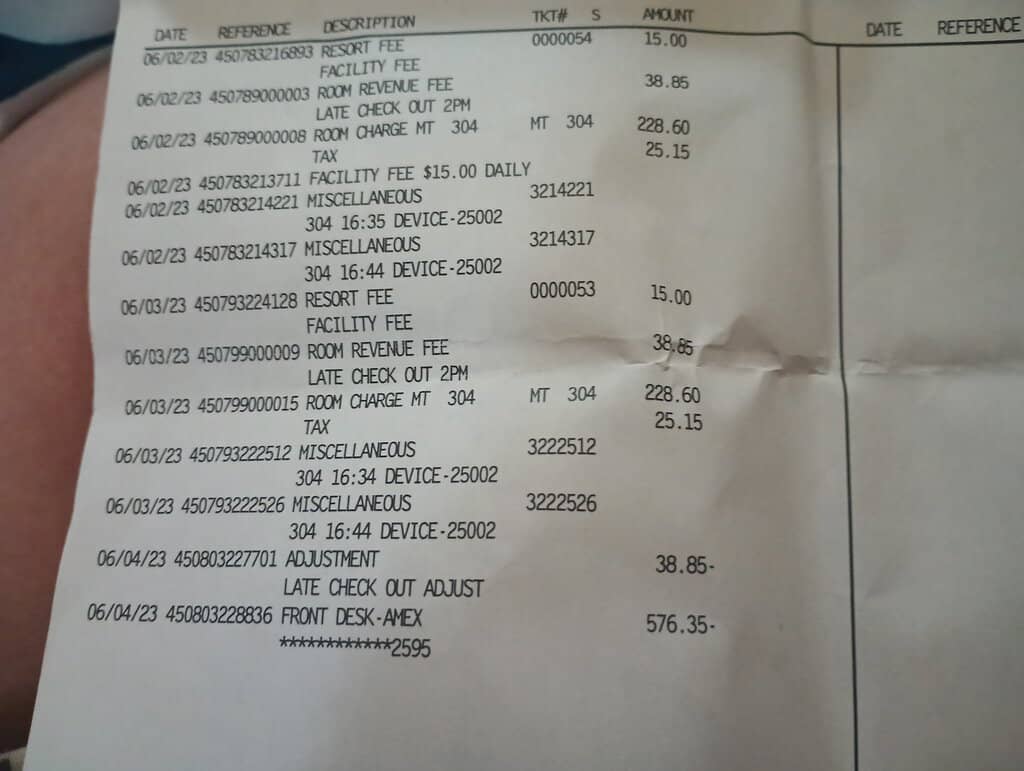 DATE REFERENCE DESCRIPTION TKT# S AMOUNT DATE REFERENCE
06/02/23 450783216893 RESORT FEE 0000054 15.00
FACILITY FEE
06/02/23 450789000003 ROOM REVENUE FEE 38.85
LATE CHECK OUT 2PM
06/02/23 450789000008 ROOM CHARGE MT 304 MT 304 228.60
TAX 25.15
06/02/23 450783213711 FACILITY FEE $15.00 DAILY
06/02/23 450783214221 MISCELLANEOUS 3214221
304 16:35 DEVICE-25002
06/02/23 450783214317 MISCELLANEOUS 3214317
304 16:44 DEVICE-25002
06/03/23 450793224128 RESORT FEE 0000053 15.00
FACILITY FEE
06/03/23 450799000009 ROOM REVENUE FEE 38.85
LATE CHECK OUT 2PM
06/03/23 450799000015 ROOM CHARGE MT 304 MT 304 228.60
TAX 25.15
06/03/23 450793222512 MISCELLANEOUS 3222512
304 16:34 DEVICE-25002
06/03/23 450793222526 MISCELLANEOUS 3222526
304 16:44 DEVICE-25002
06/04/23 450803227701 ADJUSTMENT 38.85-
LATE CHECK OUT ADJUST
06/04/23 450803228836 FRONT DESK-AMEX 576.35-
************2595